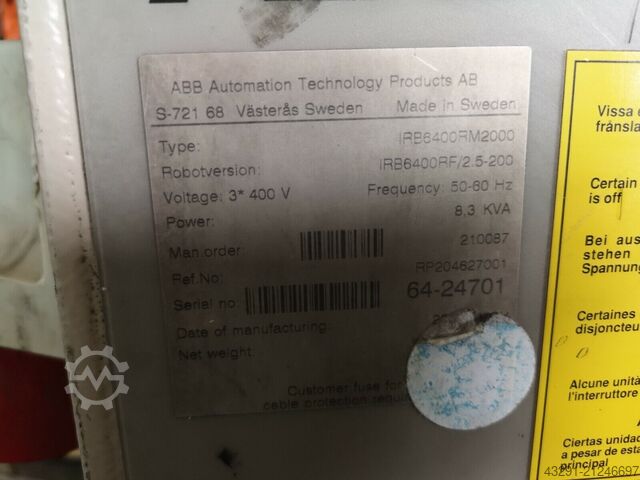 ABB Automation Technology Products AB
S-721 68 Västerås Sweden Made in Sweden
Type: IRB6400RM2000
Robotversion: IRB6400RF/2.5-200
Voltage: 3* 400 V Frequency: 50-60 Hz
Power: 8.3 KVA
Man.order: 210087
Ref.No: RP204627001
Serial no: 64-24701
Date of manufacturing:
Net weight:
Customer fuse for
cable protection
Vissa
Certain
is off
Bei aus
stehen
Spannung
Certaines
disjoncteu
Alcune unità
l'interruttore
Ciertas unidad
a pesar de esta
principal
43291-21246697